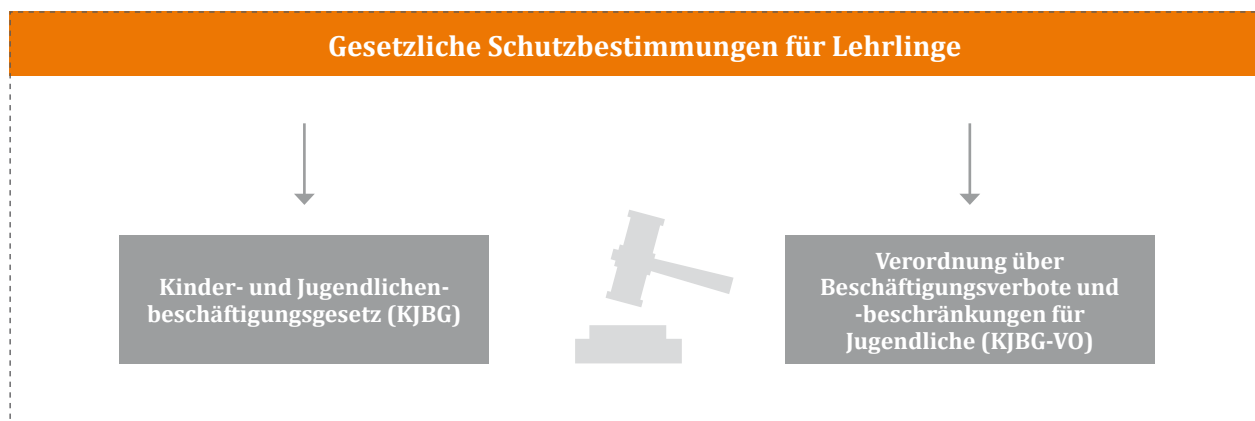 Gesetzliche Schutzbestimmungen für Lehrlinge
Kinder- und Jugendlichen-
beschäftigungsgesetz (KJBG)
Verordnung über
Beschäftigungsverbote und
-beschränkungen für
Jugendliche (KJBG-VO)